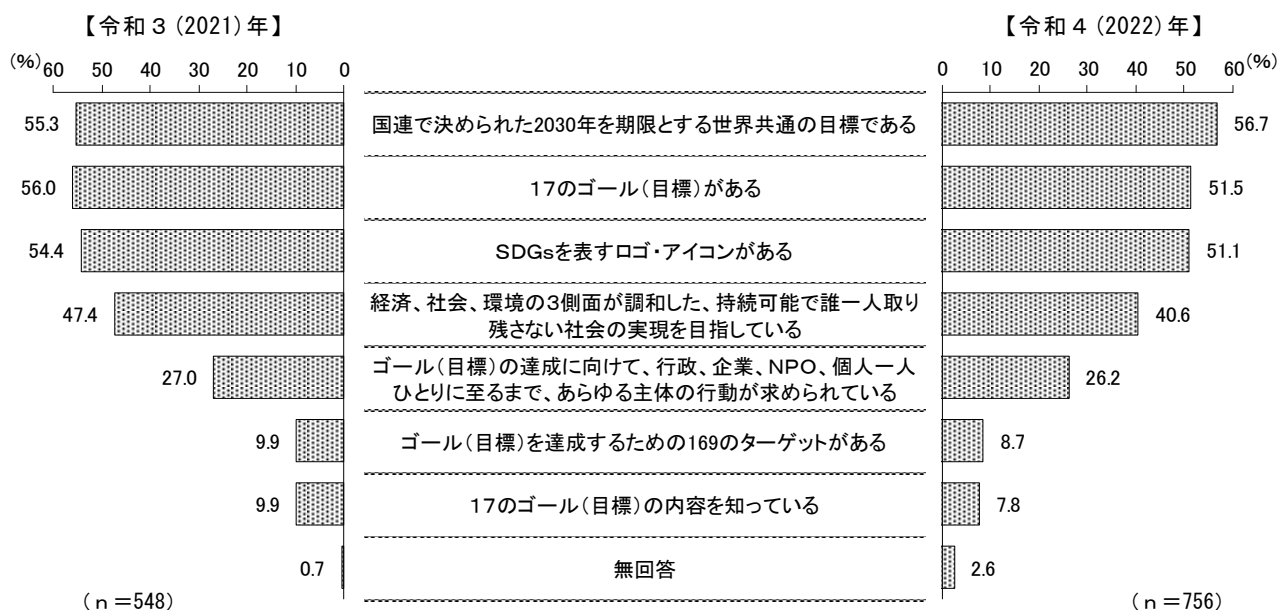 【令和３(2021)年】
【令和４(2022)年】
(%)
60 50 40 30 20 10 0
0 10 20 30 40 50 60
(%)
55.3
国連で決められた2030年を期限とする世界共通の目標である
56.7
56.0
17のゴール(目標)がある
51.5
54.4
SDGsを表すロゴ・アイコンがある
51.1
47.4
経済、社会、環境の３側面が調和した、持続可能で誰一人取り
残さない社会の実現を目指している
40.6
27.0
ゴール(目標)の達成に向けて、行政、企業、ＮＰＯ、個人一人
ひとりに至るまで、あらゆる主体の行動が求められている
26.2
9.9
ゴール(目標)を達成するための169のターゲットがある
8.7
9.9
17のゴール(目標)の内容を知っている
7.8
0.7
無回答
2.6
(ｎ=548)
(ｎ=756)